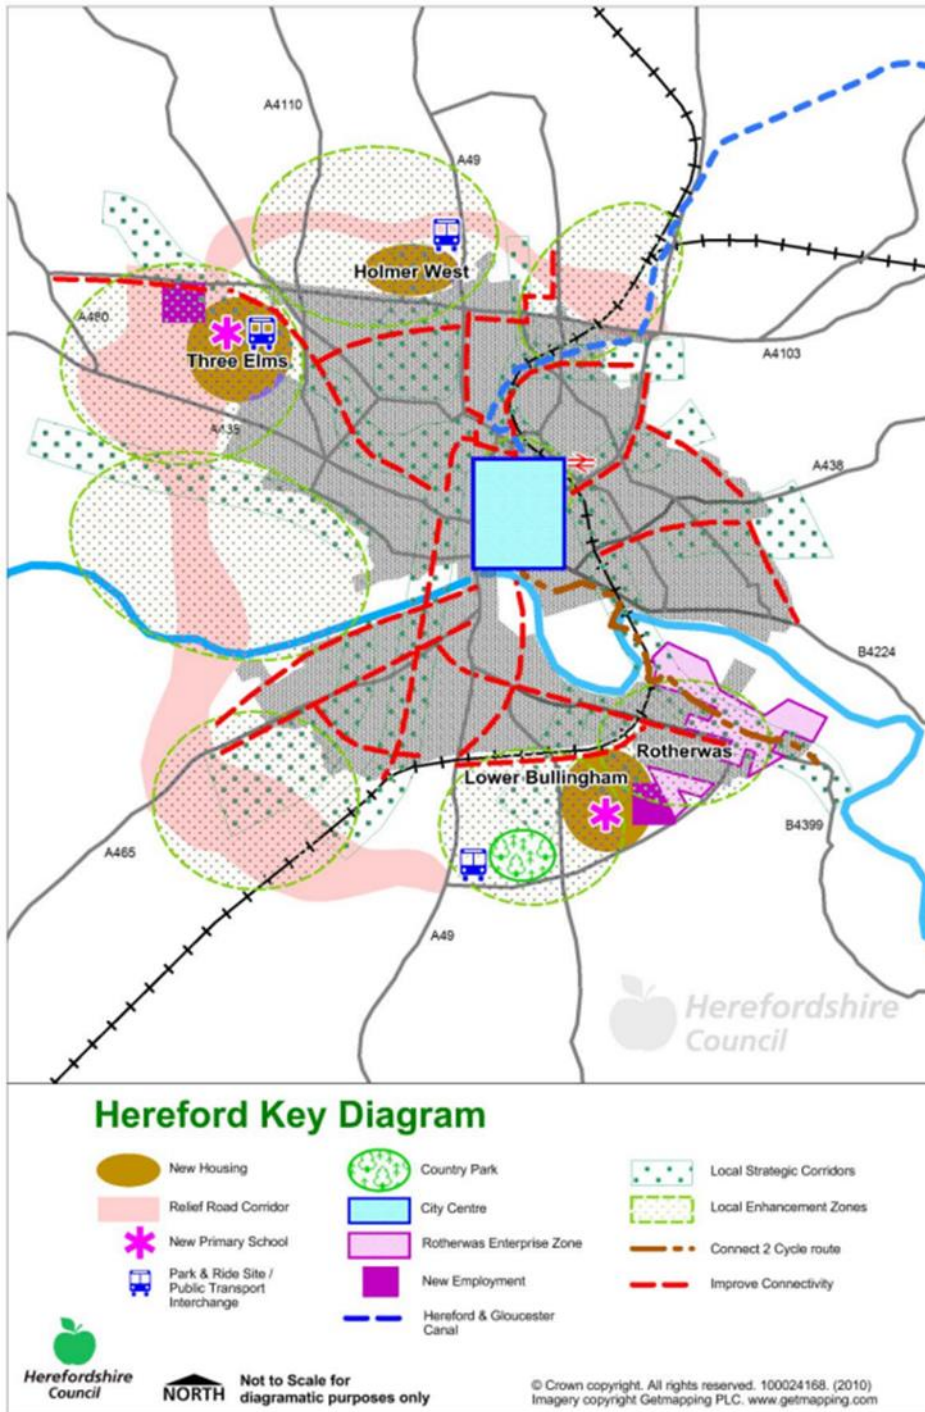 A4110
A49
Holmer West
A480
Three Elms
A4103
A435
A438
B4224
Rotherwas
Lower Bullingham
B4399
A465
A49
Herefordshire
Council
Hereford Key Diagram
New Housing
Country Park
Local Strategic Corridors
Relief Road Corridor
City Centre
Local Enhancement Zones
New Primary School
Rotherwas Enterprise Zone
Connect 2 Cycle route
Park & Ride Site /
Public Transport
Interchange
New Employment
Improve Connectivity
Hereford & Gloucester
Canal
Herefordshire
Council
NORTH
Not to Scale for
diagramatic purposes only
© Crown copyright. All rights reserved. 100024168. (2010)
Imagery copyright Getmapping PLC. www.getmapping.com